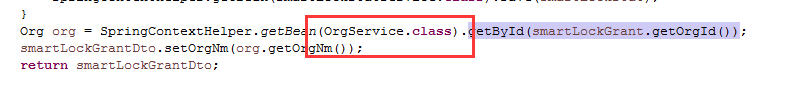 }
Org org = SpringContextHelper.getBean(OrgService.class).getById(smartLockGrant.getOrgId());
smartLockGrantDto.setOrgNm(org.getOrgNm());
return smartLockGrantDto;